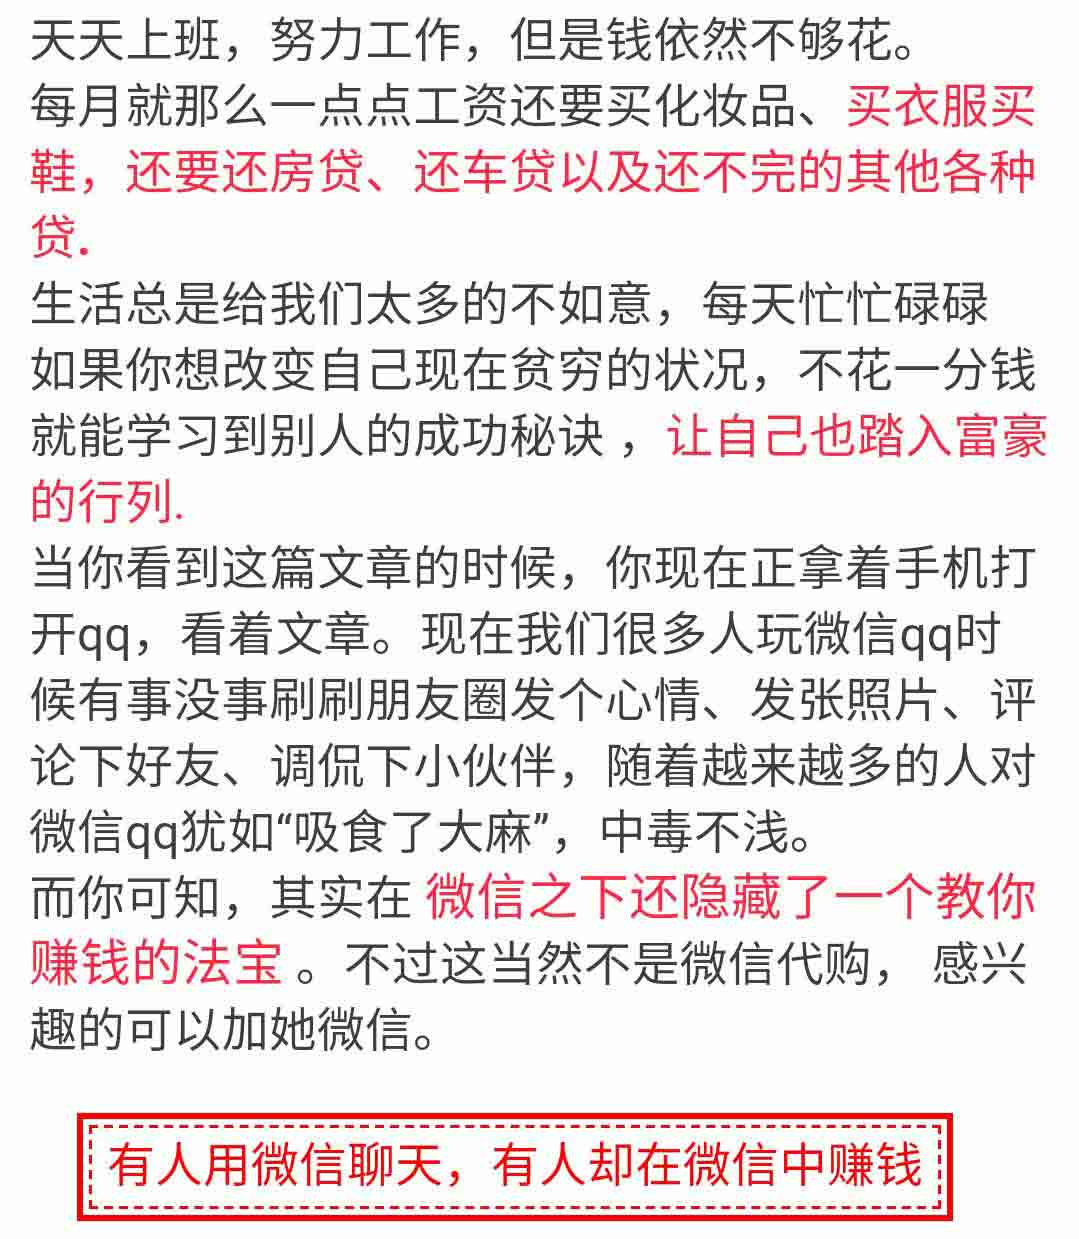 天天上班，努力工作，但是钱依然不够花。
每月就那么一点点工资还要买化妆品、买衣服买
鞋，还要还房贷、还车贷以及还不完的其他各种
贷.
生活总是给我们太多的不如意，每天忙忙碌碌
如果你想改变自己现在贫穷的状况，不花一分钱
就能学习到别人的成功秘诀 ，让自己也踏入富豪
的行列.
当你看到这篇文章的时候，你现在正拿着手机打
开qq，看着文章。现在我们很多人玩微信qq时
候有事没事刷刷朋友圈发个心情、发张照片、评
论下好友、调侃下小伙伴，随着越来越多的人对
微信qq犹如“吸食了大麻”，中毒不浅。
而你可知，其实在 微信之下还隐藏了一个教你
赚钱的法宝 。不过这当然不是微信代购， 感兴
趣的可以加她微信。
有人用微信聊天，有人却在微信中赚钱